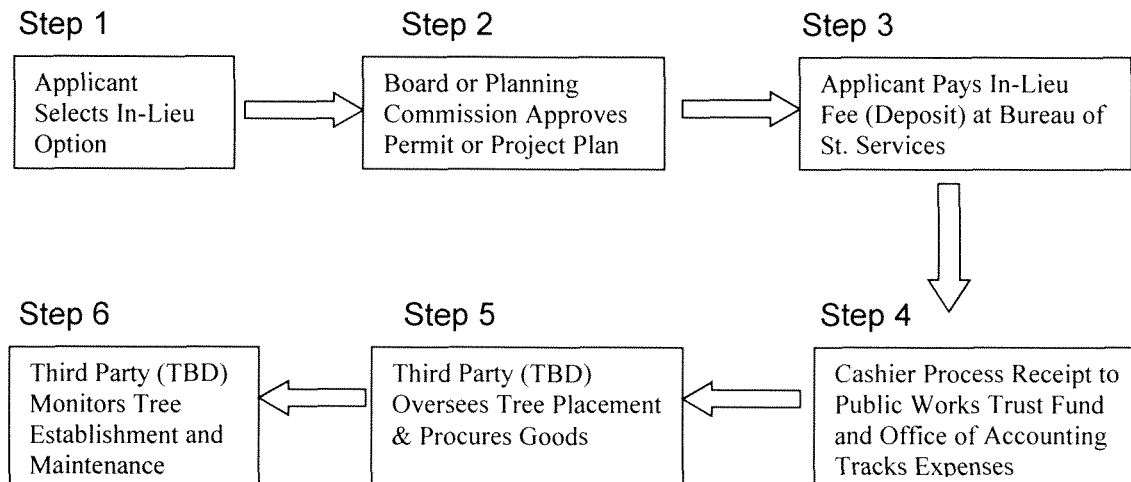 Step 1
Applicant
Selects In-Lieu
Option
Step 2
Board or Planning
Commission Approves
Permit or Project Plan
Step 3
Applicant Pays In-Lieu
Fee (Deposit) at Bureau of
St. Services
Step 4
Cashier Process Receipt to
Public Works Trust Fund
and Office of Accounting
Tracks Expenses
Step 5
Third Party (TBD)
Oversees Tree Placement
& Procures Goods
Step 6
Third Party (TBD)
Monitors Tree
Establishment and
Maintenance